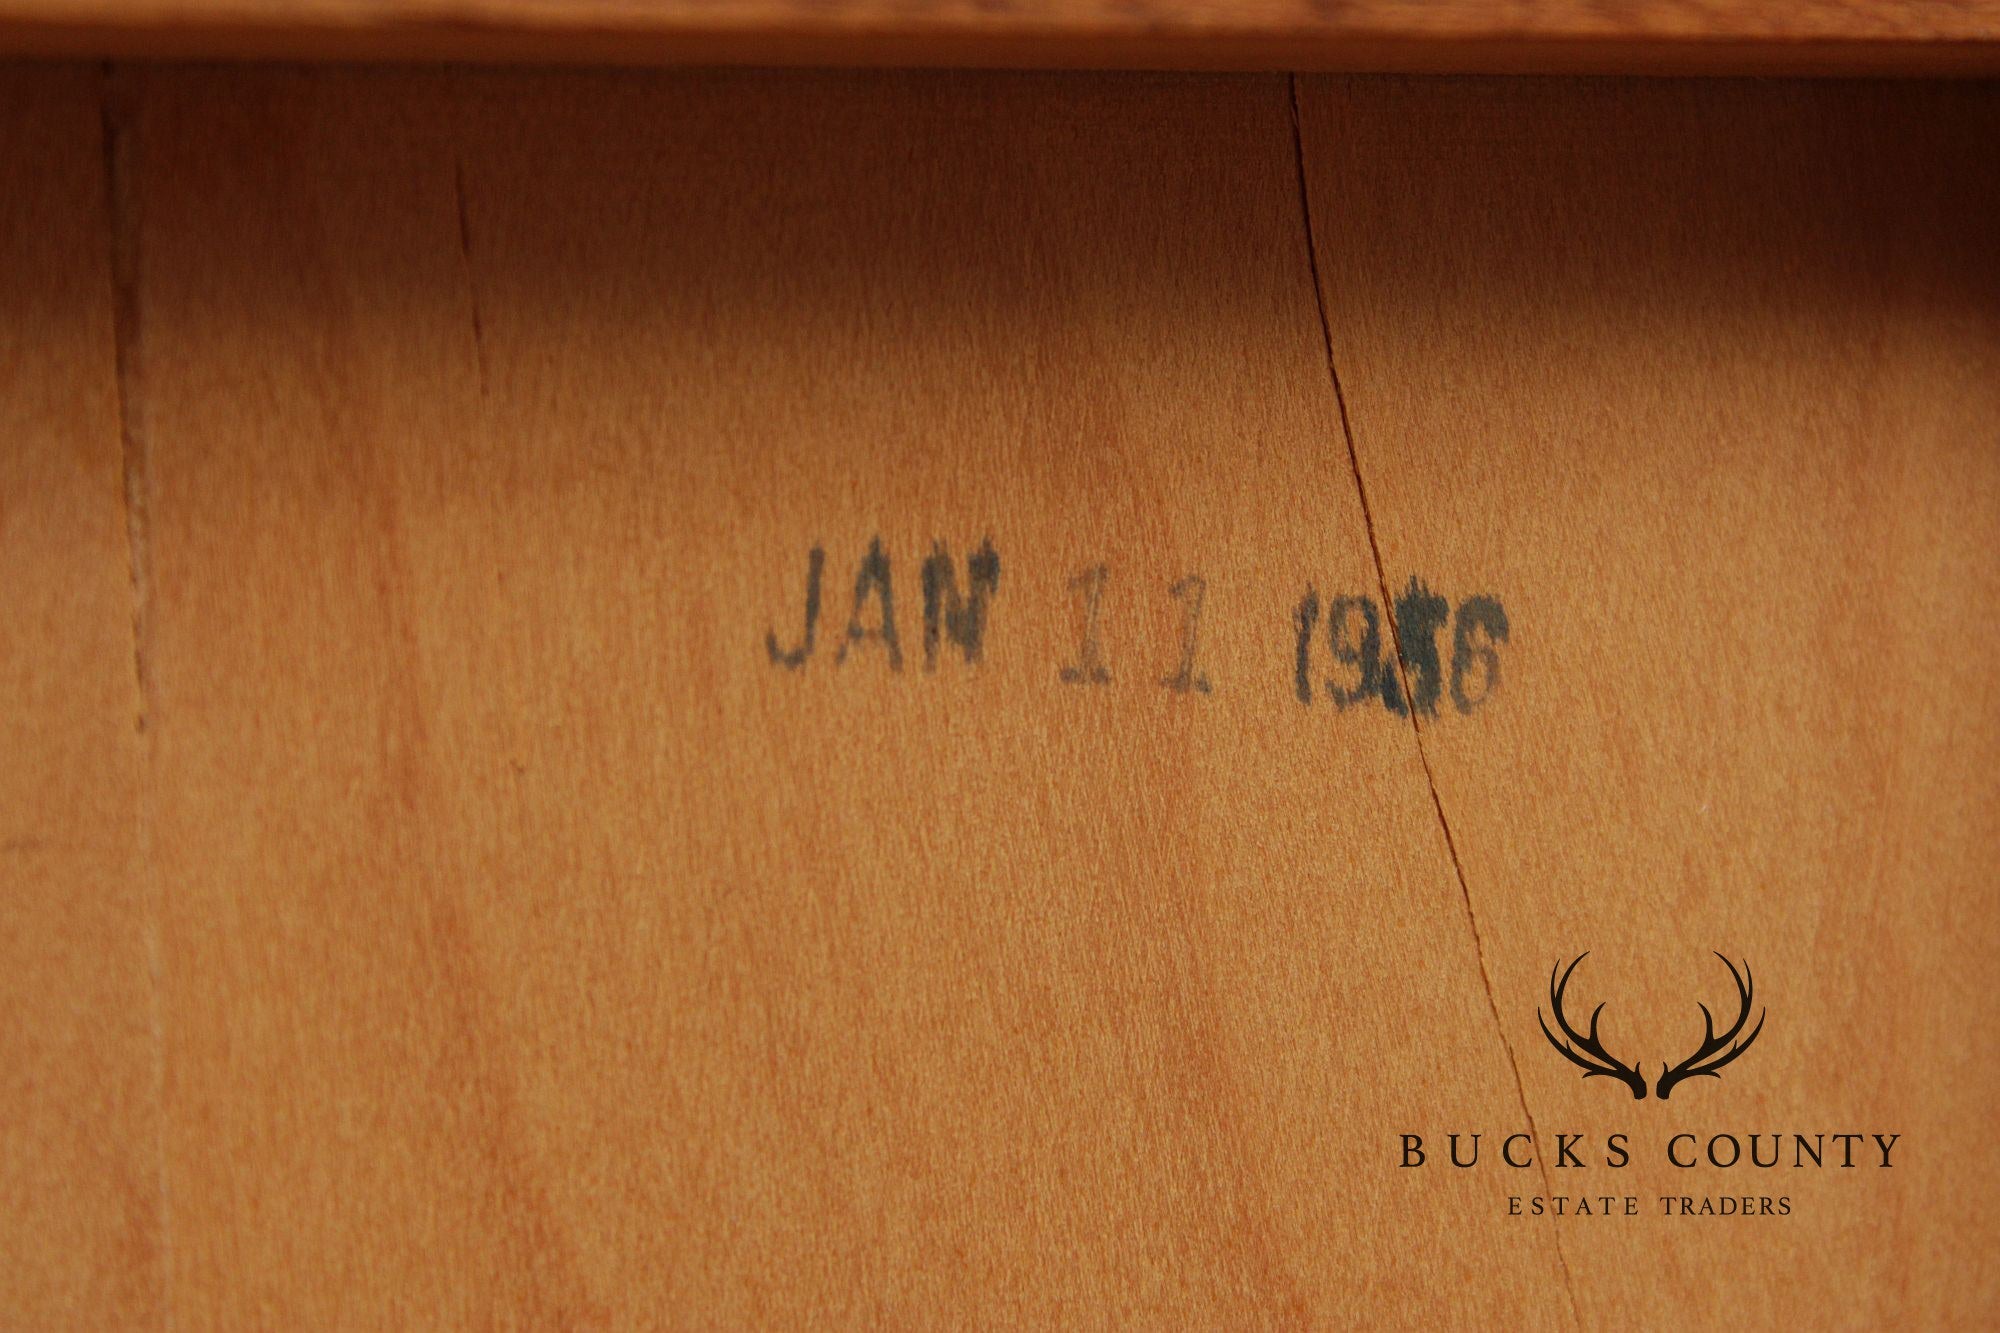 JAN 11
BUCKS COUNTY
ESTATE TRADERS